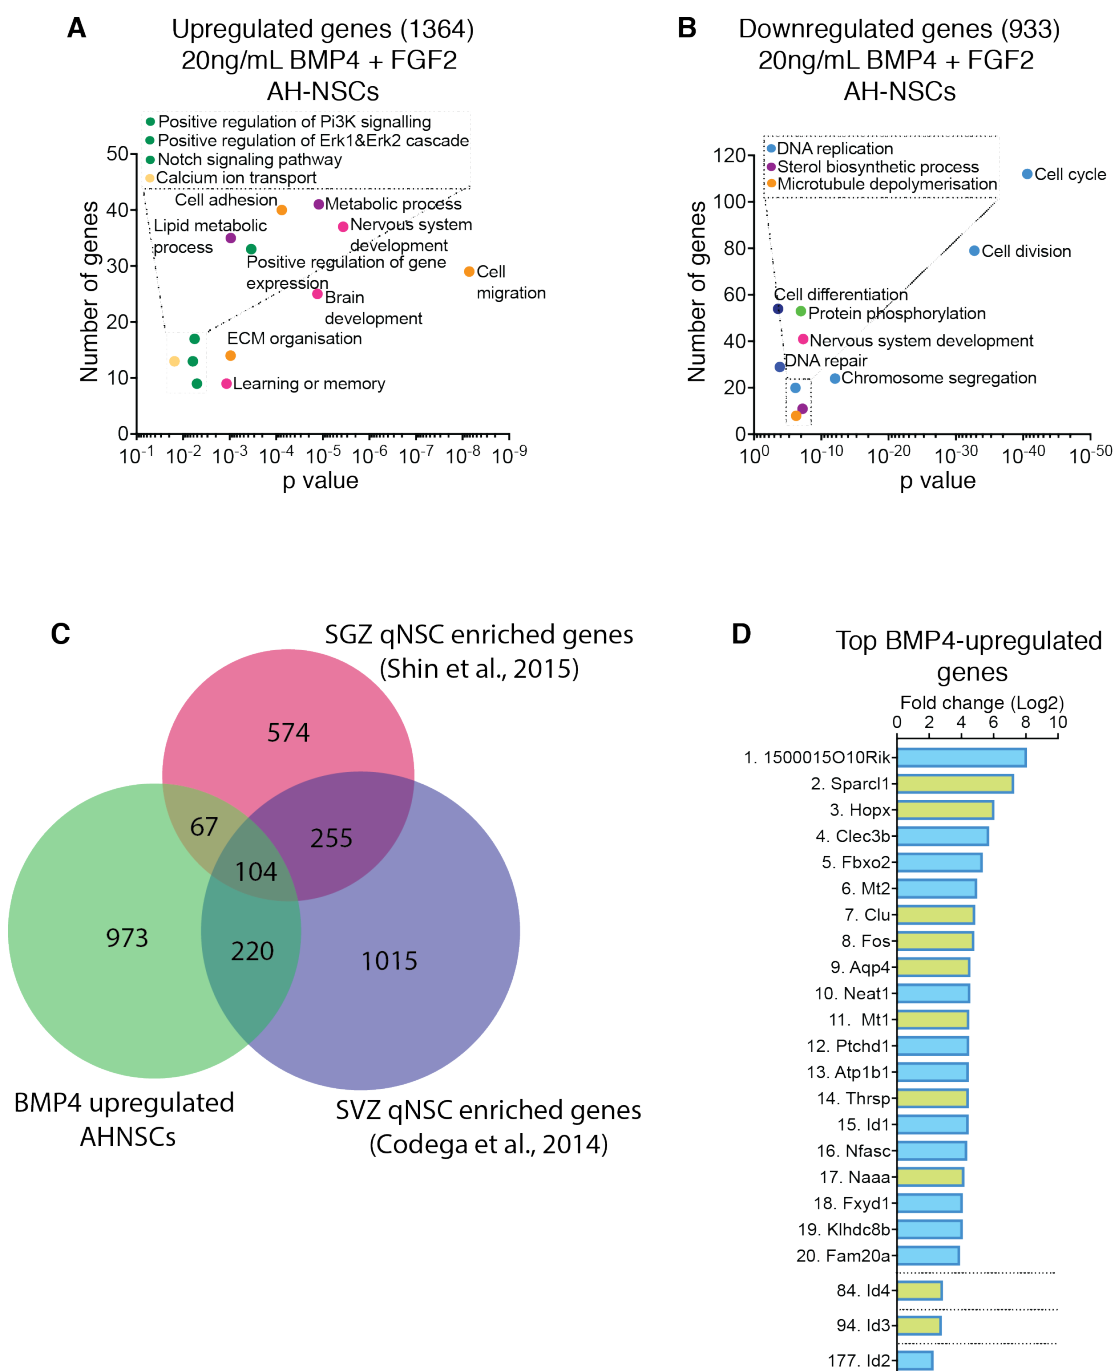 A
Upregulated genes (1364)
20ng/mL BMP4 + FGF2
AH-NSCs
Positive regulation of Pi3K signalling
Positive regulation of Erk1&Erk2 cascade
Notch signaling pathway
Calcium ion transport
Cell adhesion
Metabolic process
Lipid metabolic
process
Nervous system
development
Positive regulation of gene
expression
Cell
migration
Brain
development
ECM organisation
Learning or memory
Number of genes
50
40
30
20
10
0
10-1 10-2 10-3 10-4 10-5 10-6 10-7 10-8 10-9
p value
B
Downregulated genes (933)
20ng/mL BMP4 + FGF2
AH-NSCs
DNA replication
Sterol biosynthetic process
Microtubule depolymerisation
Cell cycle
Cell division
Cell differentiation
Protein phosphorylation
Nervous system development
DNA repair
Chromosome segregation
Number of genes
120
100
80
60
40
20
0
100 10-10 10-20 10-30 10-40 10-50
p value
C
SGZ qNSC enriched genes
(Shin et al., 2015)
574
67
255
104
973
220
1015
BMP4 upregulated
AHNSCs
SVZ qNSC enriched genes
(Codega et al., 2014)
D
Top BMP4-upregulated
genes
Fold change (Log2)
0 2 4 6 8 10
1. 1500015O10Rik
2. Sparcl1
3. Hopx
4. Clec3b
5. Fbxo2
6. Mt2
7. Clu
8. Fos
9. Aqp4
10. Neat1
11. Mt1
12. Ptchd1
13. Atp1b1
14. Thrsp
15. Id1
16. Nfasc
17. Naaa
18. Fxyd1
19. Klhdc8b
20. Fam20a
84. Id4
94. Id3
177. Id2